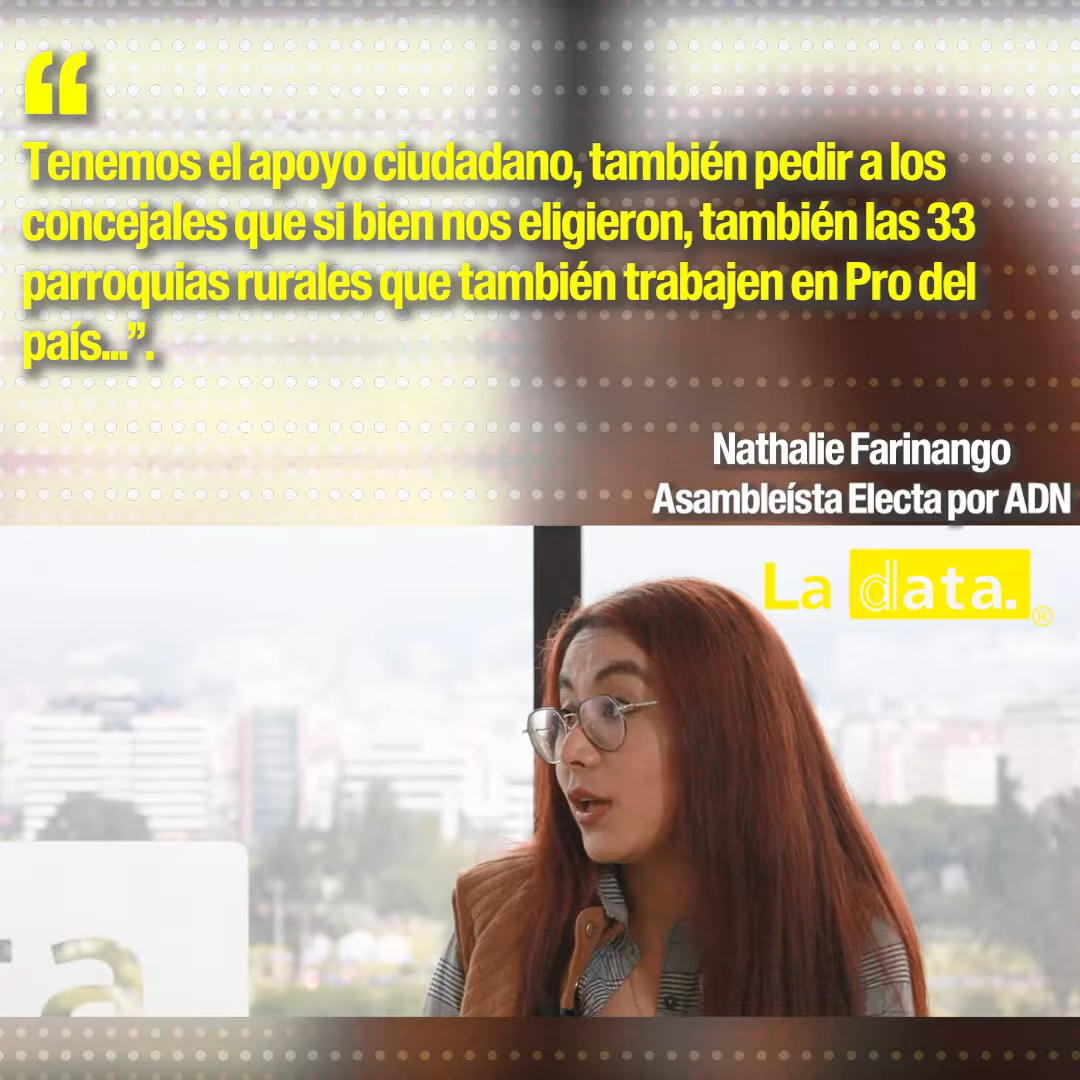 “
Tenemos el apoyo ciudadano, también pedir a los
concejales que si bien nos eligieron, también las 33
parroquias rurales que también trabajen en Pro del
país...”.
Nathalie Farinango
Asambleísta Electa por ADN
La data.®
ta